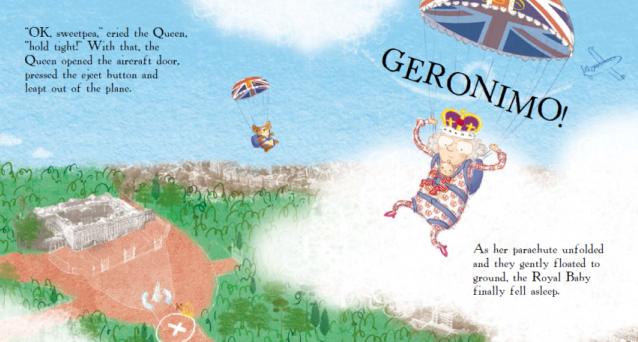 "OK, sweetpea," cried the Queen,
"hold tight!" With that, the
Queen opened the aircraft door,
pressed the eject button and
leapt out of the plane.
GERONIMO!
As her parachute unfolded
and they gently floated to
ground, the Royal Baby
finally fell asleep.